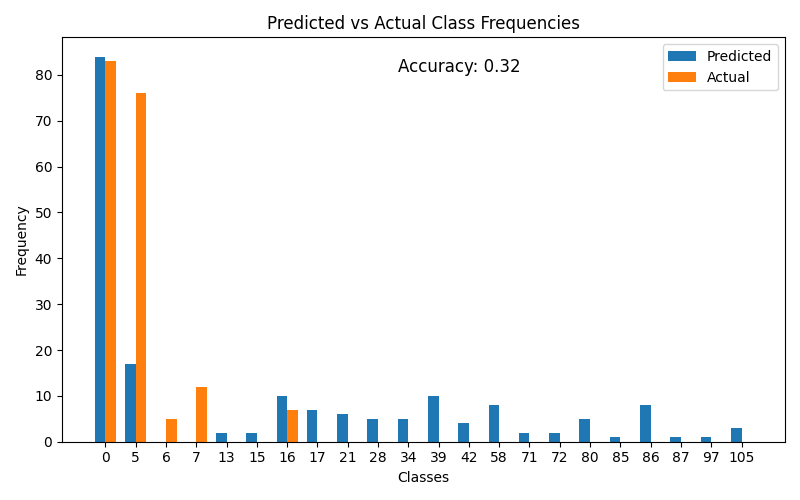 Predicted vs Actual Class Frequencies
Accuracy: 0.32
Predicted
Actual
Frequency
80
70
60
50
40
30
20
10
0
0 5 6 7 13 15 16 17 21 28 34 39 42 58 71 72 80 85 86 87 97 105
Classes